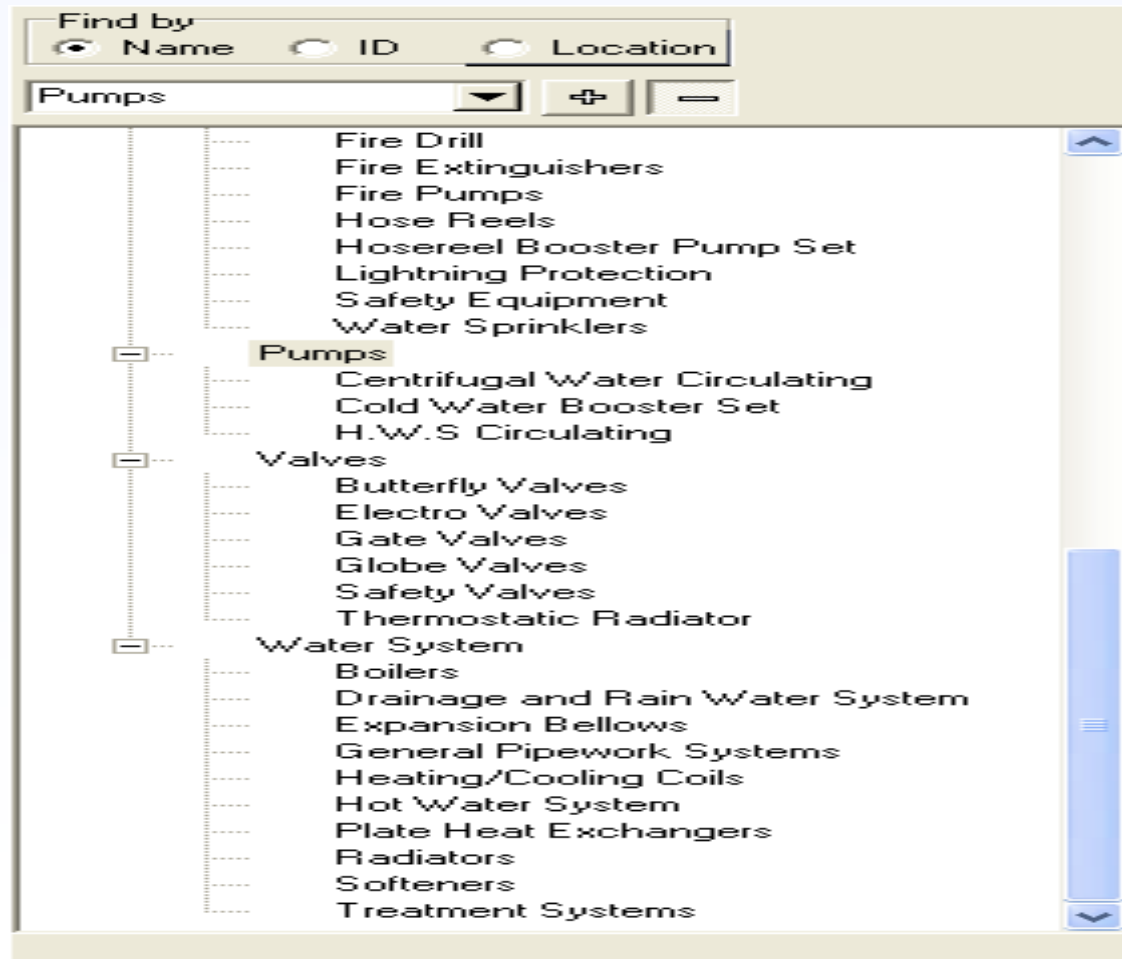 Find by
Name ID Location
Pumps
Fire Drill
Fire Extinguishers
Fire Pumps
Hose Reels
Hosereel Booster Pump Set
Lightning Protection
Safety Equipment
Water Sprinklers
Pumps
Centrifugal Water Circulating
Cold Water Booster Set
H.W.S Circulating
Valves
Butterfly Valves
Electro Valves
Gate Valves
Globe Valves
Safety Valves
Thermostatic Radiator
Water System
Boilers
Drainage and Rain Water System
Expansion Bellows
General Pipework Systems
Heating/Cooling Coils
Hot Water System
Plate Heat Exchangers
Radiators
Softeners
Treatment Systems